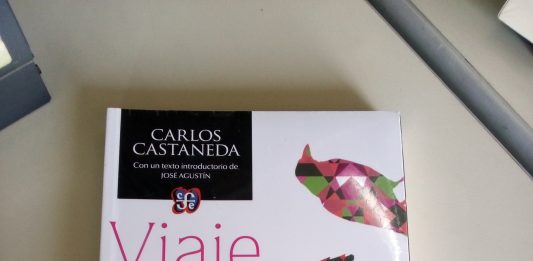 CARLOS
CASTANEDA
Con un texto introductorio de
JOSÉ AGUSTÍN
Viaje